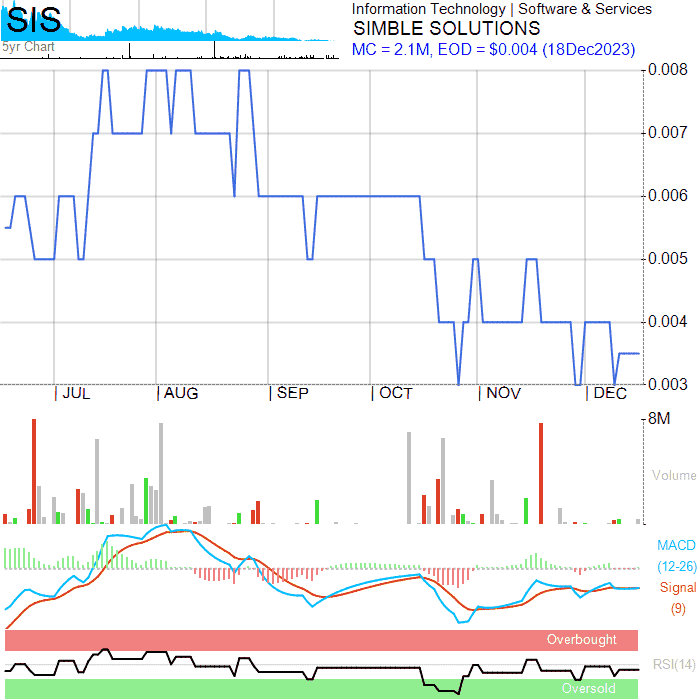 SIS
5yr Chart
Information Technology | Software & Services
SIMBLE SOLUTIONS
MC = 2.1M, EOD = $0.004 (18Dec2023)
0.008
0.007
0.006
0.005
0.004
0.003
| JUL | AUG | SEP | OCT | NOV | DEC
8M
Volume
MACD
(12-26)
Signal
(9)
Overbought
RSI(14)
Oversold